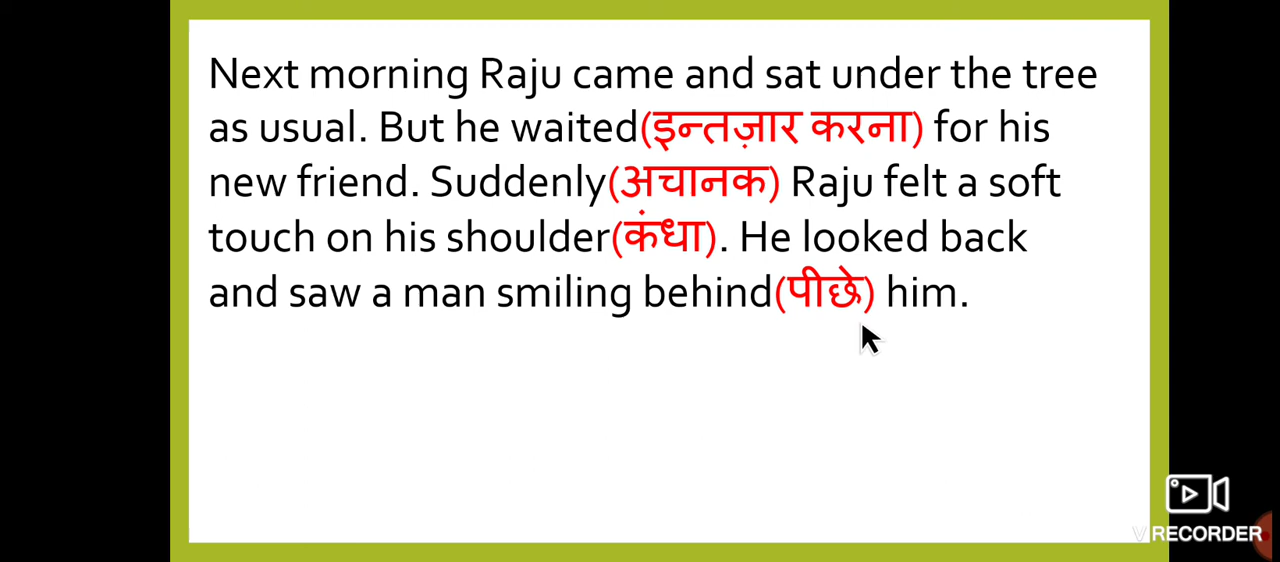 Next morning Raju came and sat under the tree
as usual. But he waited(इन्तज़ार करना) for his
new friend. Suddenly(अचानक) Raju felt a soft
touch on his shoulder(कंधा). He looked back
and saw a man smiling behind(पीछे) him.
V RECORDER